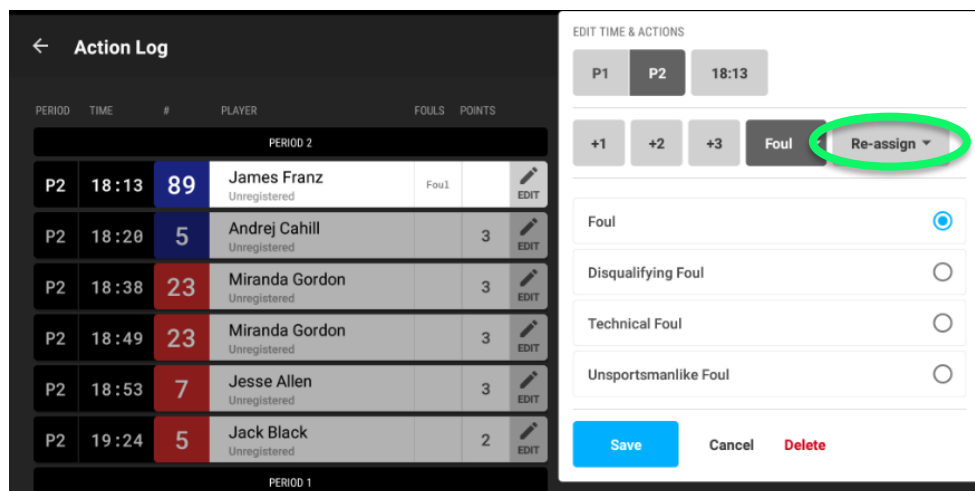 Action Log
PERIOD TIME # PLAYER FOULS POINTS
PERIOD 2
P2 18:13 89 James Franz Foul EDIT
Unregistered
P2 18:20 5 Andrej Cahill 3 EDIT
Unregistered
P2 18:38 23 Miranda Gordon 3 EDIT
Unregistered
P2 18:49 23 Miranda Gordon 3 EDIT
Unregistered
P2 18:53 7 Jesse Allen 3 EDIT
Unregistered
P2 19:24 5 Jack Black 2 EDIT
Unregistered
PERIOD 1
EDIT TIME & ACTIONS
P1 P2 18:13
+1 +2 +3 Foul Re-assign
Foul
Disqualifying Foul
Technical Foul
Unsportsmanlike Foul
Save Cancel Delete